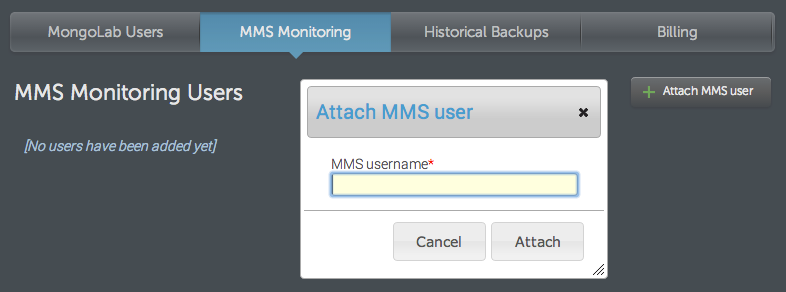 MongoLab Users
MMS Monitoring
Historical Backups
Billing
MMS Monitoring Users
Attach MMS user
[No users have been added yet]
Attach MMS user
MMS username*
Cancel
Attach